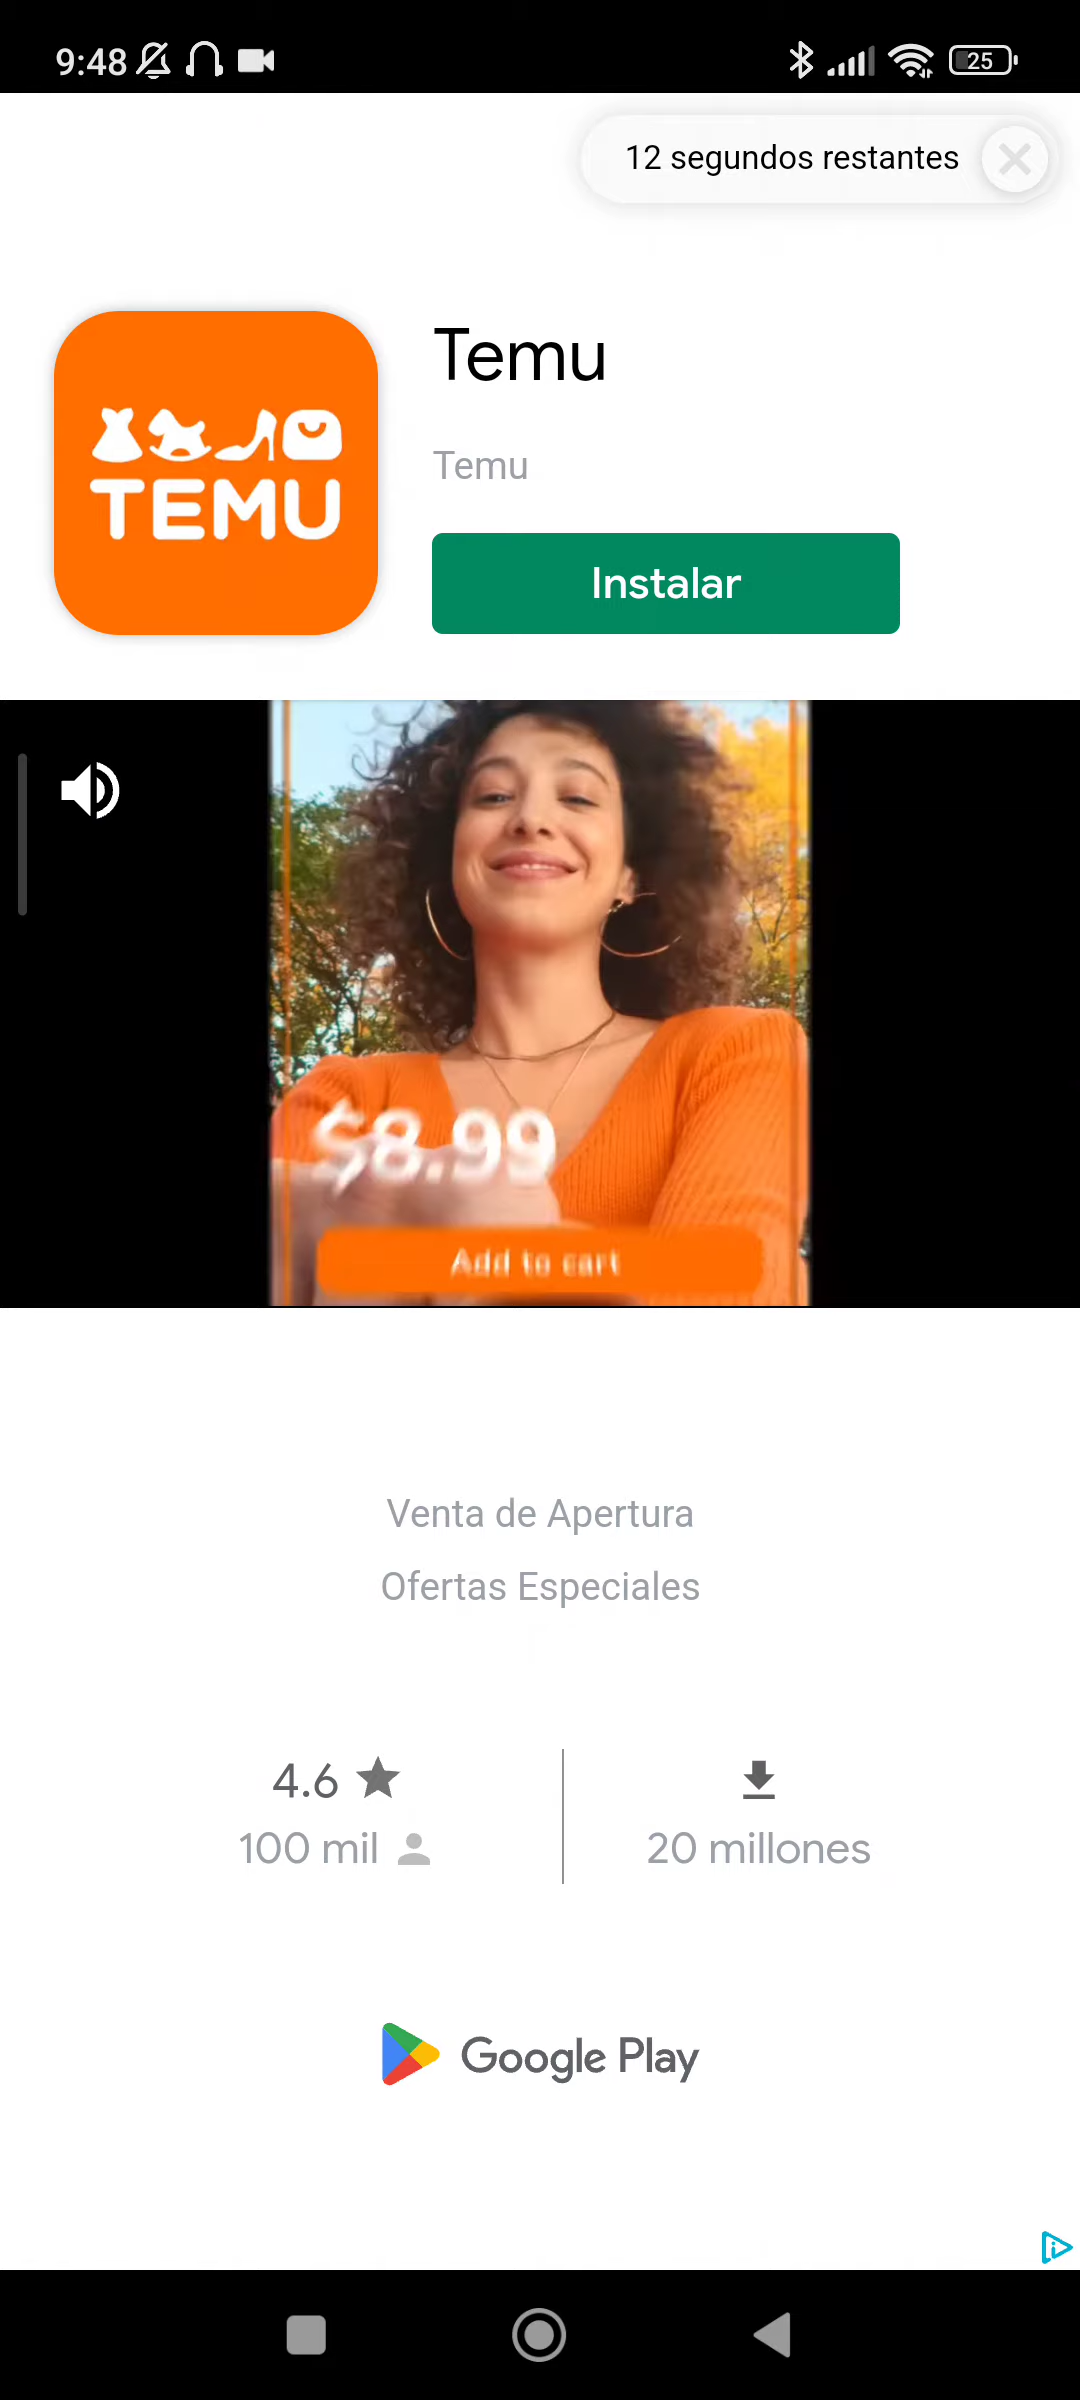 9:48
25
12 segundos restantes
TEMU
Temu
Temu
Instalar
$8.99
Add to cart
Venta de Apertura
Ofertas Especiales
4.6
100 mil
20 millones
Google Play